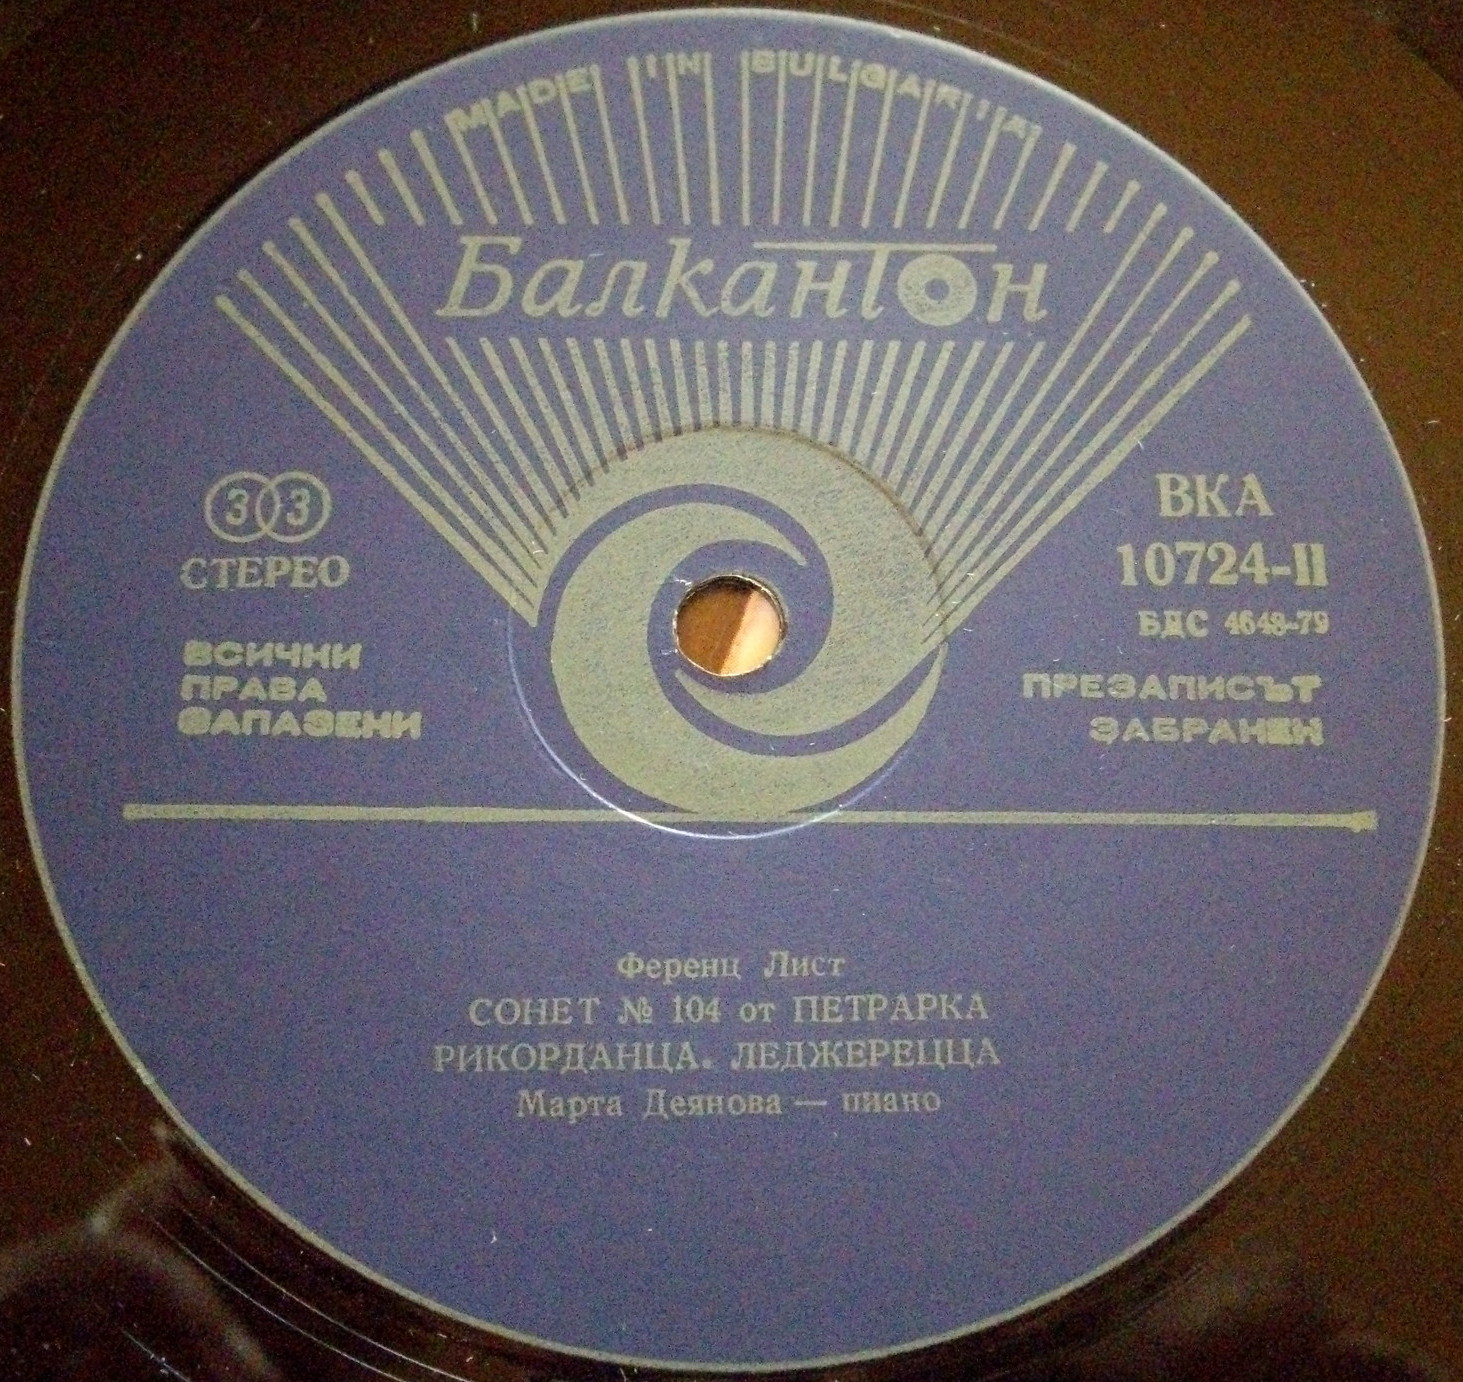 MADE IN BULGARIA
Балкантон
33
СТЕРЕО
ВСИЧКИ
ПРАВА
ЗАПАЗЕНИ
ВКА
10724-II
БДС 4648-79
ПРЕЗАПИСЪТ
ЗАБРАНЕН
Ференц Лист
СОНЕТ № 104 от ПЕТРАРКА
РИКОРДАНЦА. ЛЕДЖЕРЕЦЦА
Марта Деянова — пиано